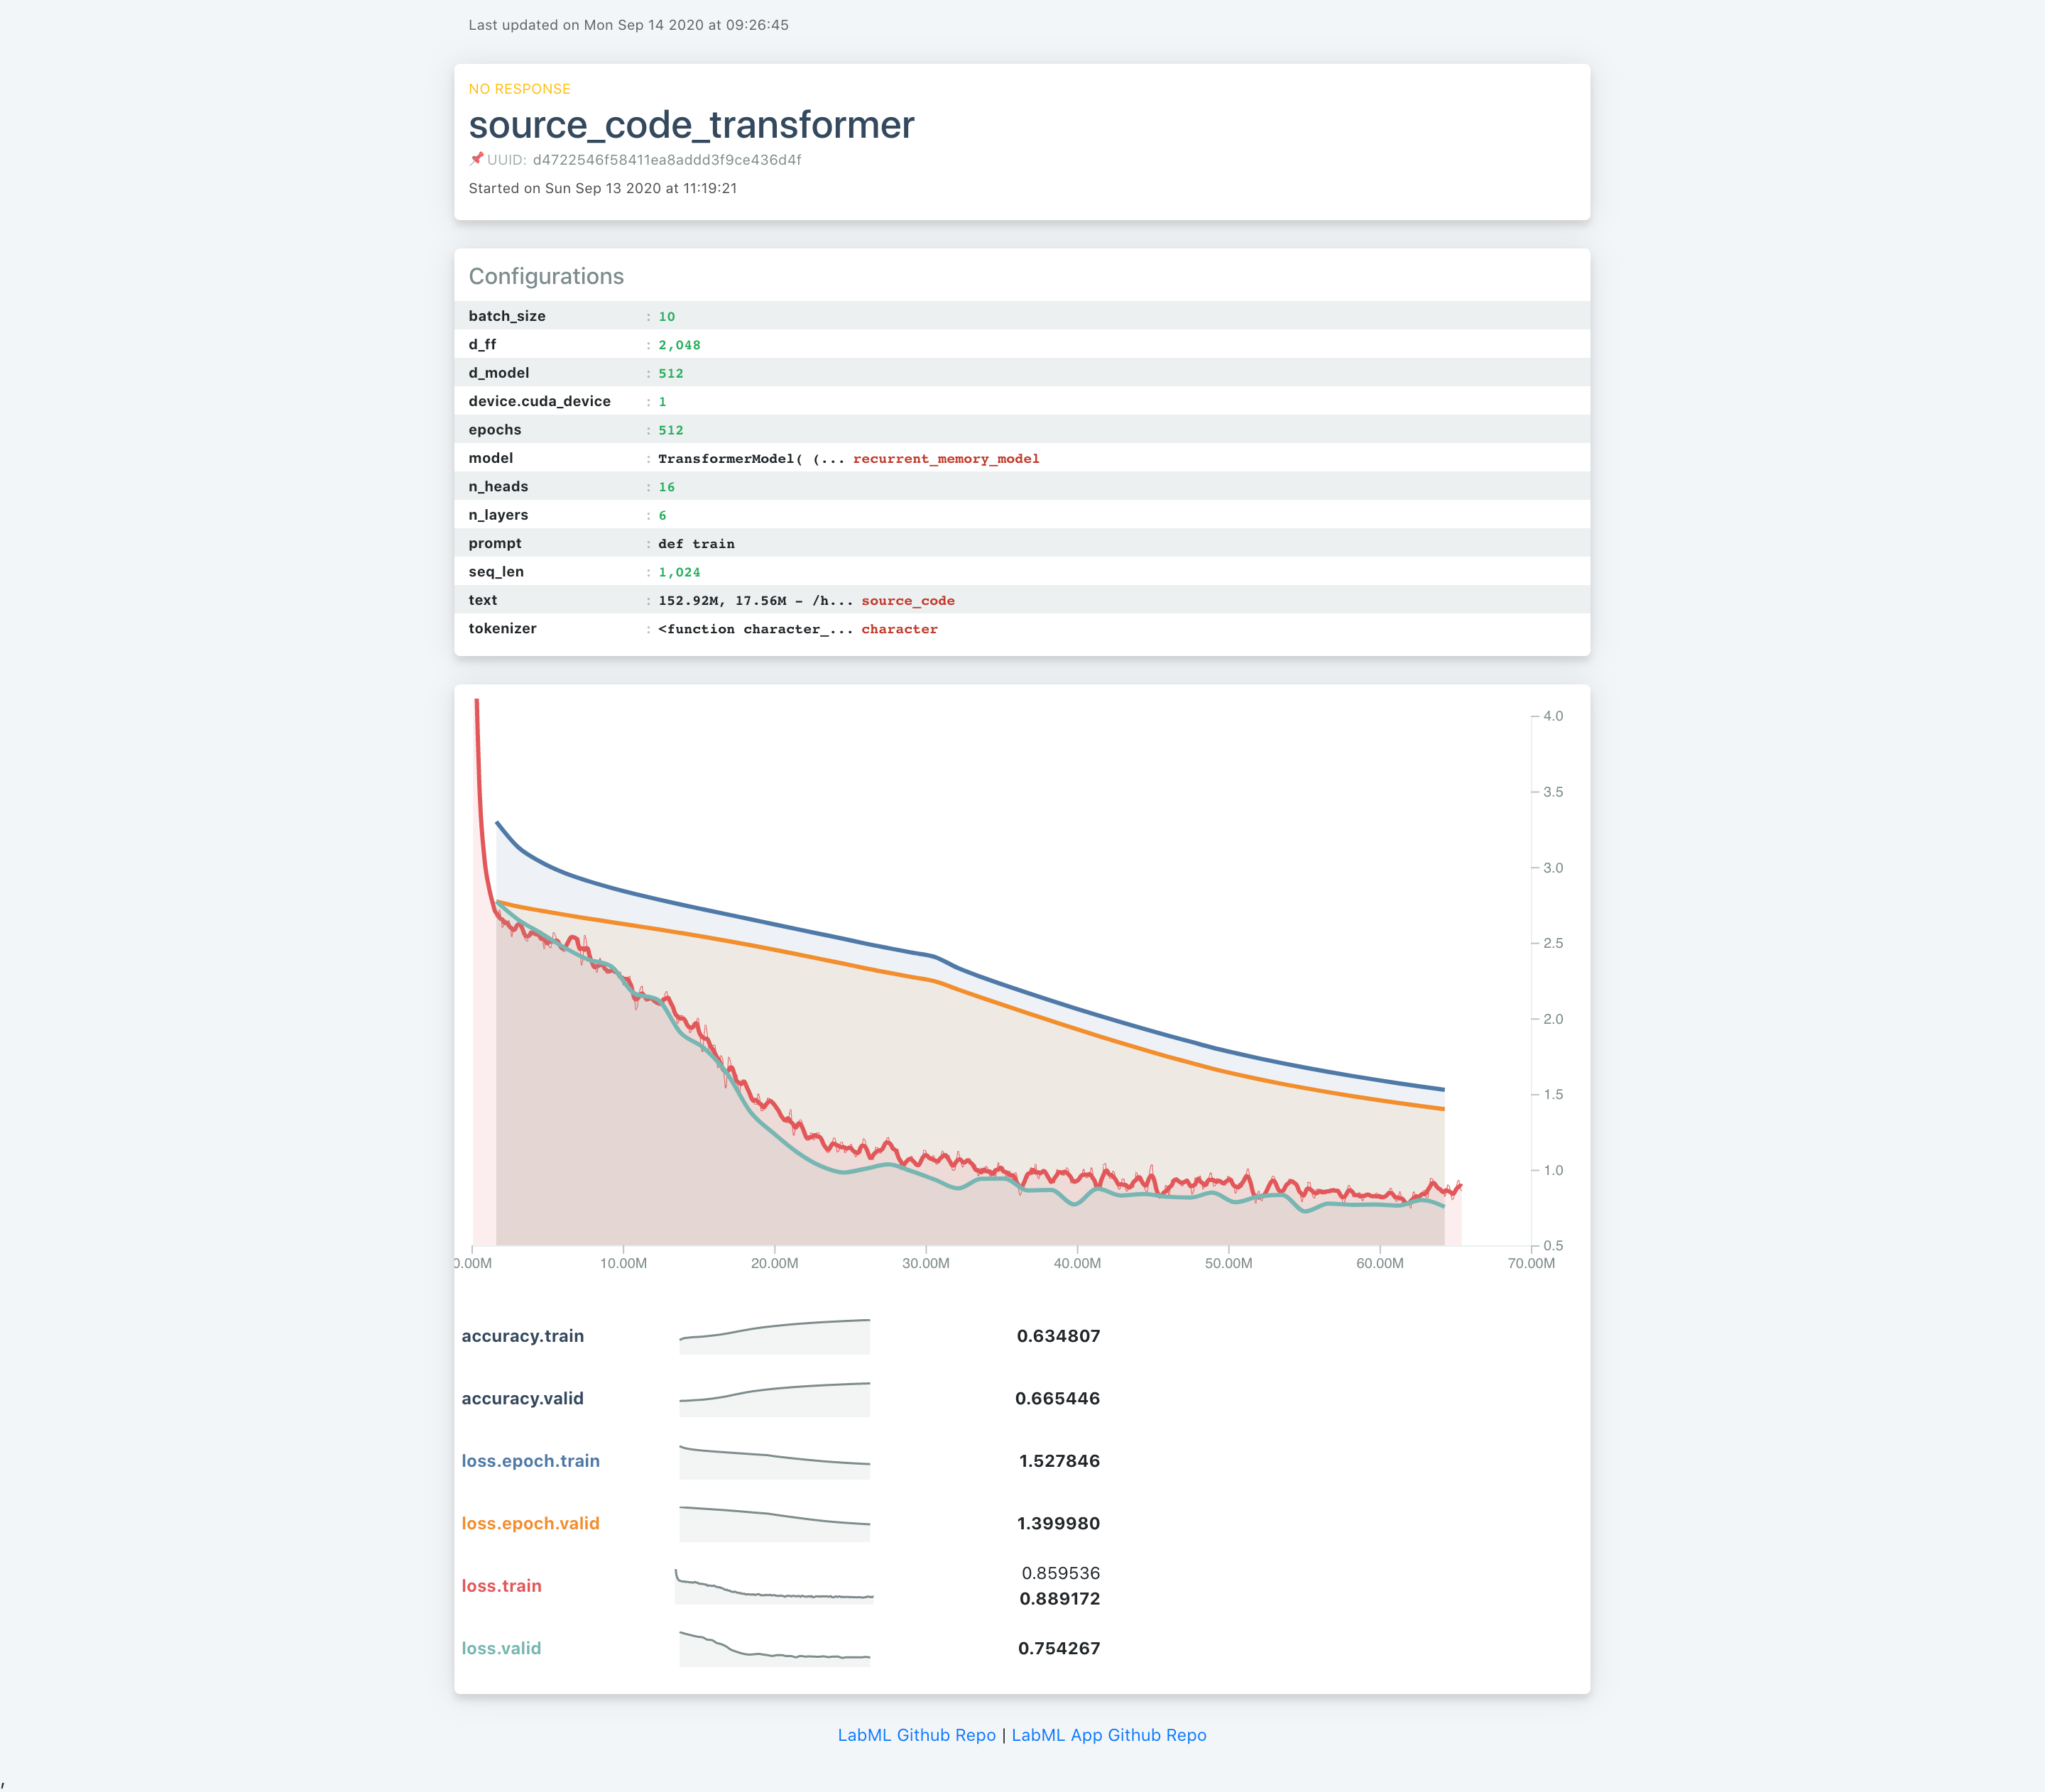 Last updated on Mon Sep 14 2020 at 09:26:45
NO RESPONSE
source_code_transformer
📌 UUID: d4722546f58411ea8addd3f9ce436d4f
Started on Sun Sep 13 2020 at 11:19:21
Configurations
batch_size : 10
d_ff : 2,048
d_model : 512
device.cuda_device : 1
epochs : 512
model : TransformerModel( (... recurrent_memory_model
n_heads : 16
n_layers : 6
prompt : def train
seq_len : 1,024
text : 152.92M, 17.56M - /h... source_code
tokenizer : <function character_... character
4.0
3.5
3.0
2.5
2.0
1.5
1.0
0.5
0.00M 10.00M 20.00M 30.00M 40.00M 50.00M 60.00M 70.00M
accuracy.train 0.634807
accuracy.valid 0.665446
loss.epoch.train 1.527846
loss.epoch.valid 1.399980
loss.train 0.859536
0.889172
loss.valid 0.754267
LabML Github Repo | LabML App Github Repo
,